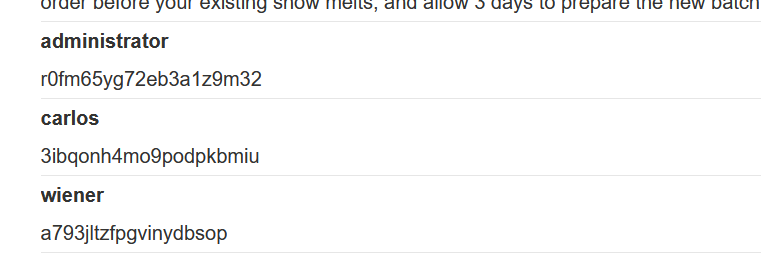 order before your existing snow melts, and allow 3 days to prepare the new batch
administrator
r0fm65yg72eb3a1z9m32
carlos
3ibqonh4mo9podpkbmiu
wiener
a793jltzfpgvinydbsop